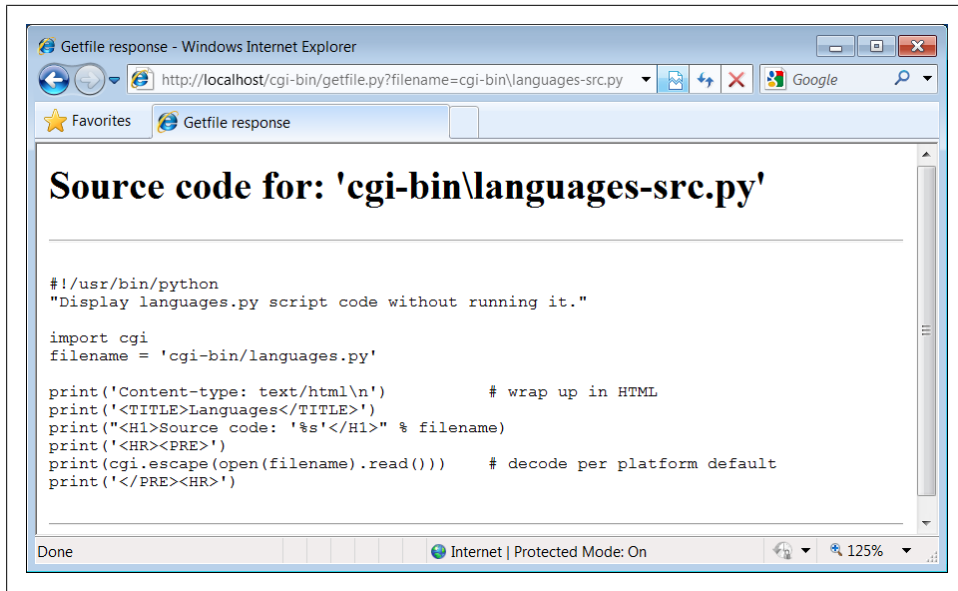 Getfile response - Windows Internet Explorer
http://localhost/cgi-bin/getfile.py?filename=cgi-bin\languages-src.py
Google
Favorites
Getfile response
Source code for: 'cgi-bin\languages-src.py'
#!/usr/bin/python
"Display languages.py script code without running it."
import cgi
filename = 'cgi-bin/languages.py'
print('Content-type: text/html\n')           # wrap up in HTML
print('<TITLE>Languages</TITLE>')
print("<H1>Source code: '%s'</H1>" % filename)
print('<HR><PRE>')
print(cgi.escape(open(filename).read()))     # decode per platform default
print('</PRE><HR>')
Done
Internet | Protected Mode: On
125%